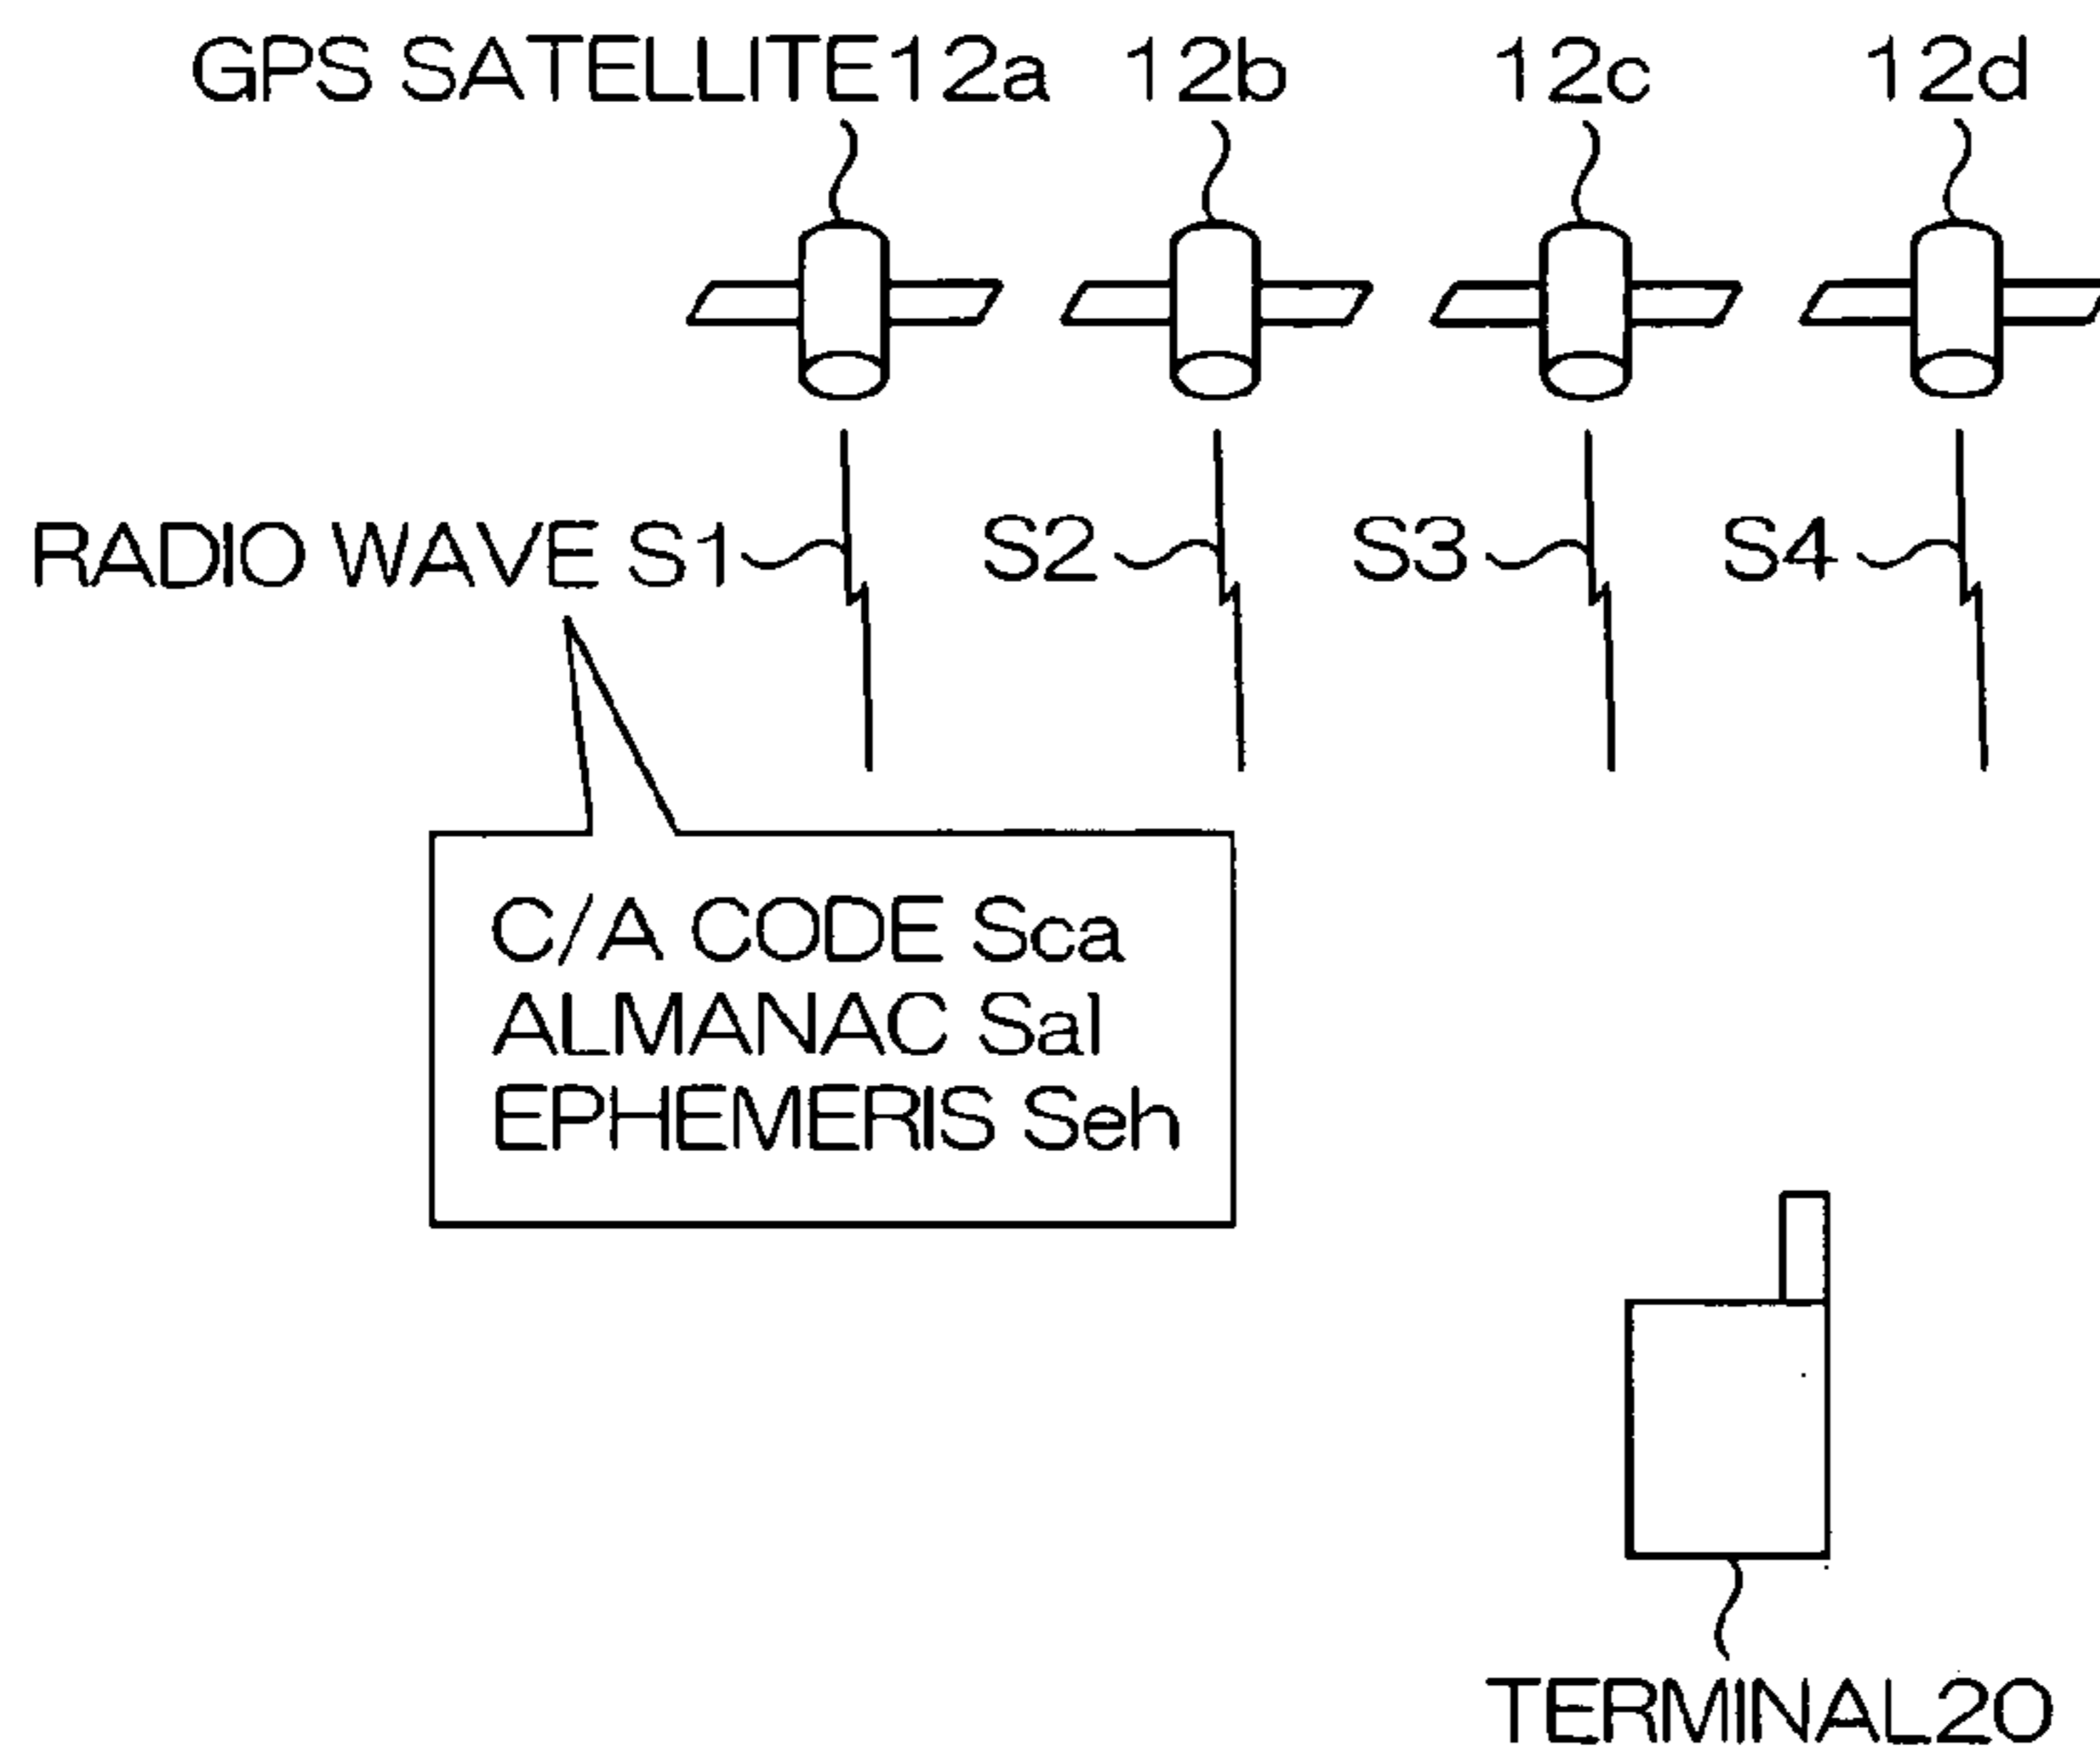 GPS SATELLITE12a 12b 12c 12d
RADIO WAVE S1 S2 S3 S4
C/A CODE Sca
ALMANAC Sal
EPHEMERIS Seh
TERMINAL20